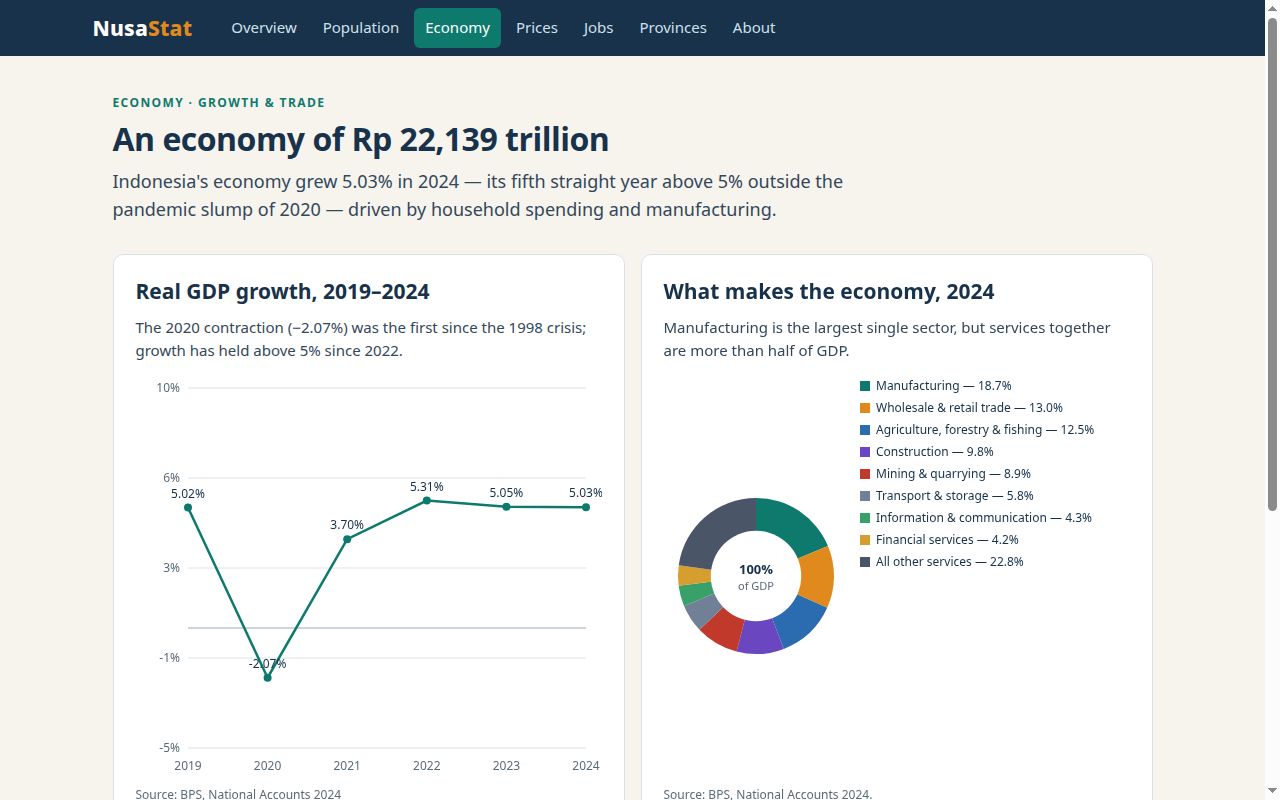 NusaStat
Overview
Population
Economy
Prices
Jobs
Provinces
About
ECONOMY · GROWTH & TRADE
An economy of Rp 22,139 trillion
Indonesia's economy grew 5.03% in 2024 — its fifth straight year above 5% outside the
pandemic slump of 2020 — driven by household spending and manufacturing.
Real GDP growth, 2019–2024
The 2020 contraction (−2.07%) was the first since the 1998 crisis;
growth has held above 5% since 2022.
10%
6%
3%
-1%
-5%
5.02%
-2.07%
3.70%
5.31%
5.05%
5.03%
2019
2020
2021
2022
2023
2024
Source: BPS, National Accounts 2024
What makes the economy, 2024
Manufacturing is the largest single sector, but services together
are more than half of GDP.
100%
of GDP
Manufacturing — 18.7%
Wholesale & retail trade — 13.0%
Agriculture, forestry & fishing — 12.5%
Construction — 9.8%
Mining & quarrying — 8.9%
Transport & storage — 5.8%
Information & communication — 4.3%
Financial services — 4.2%
All other services — 22.8%
Source: BPS, National Accounts 2024.